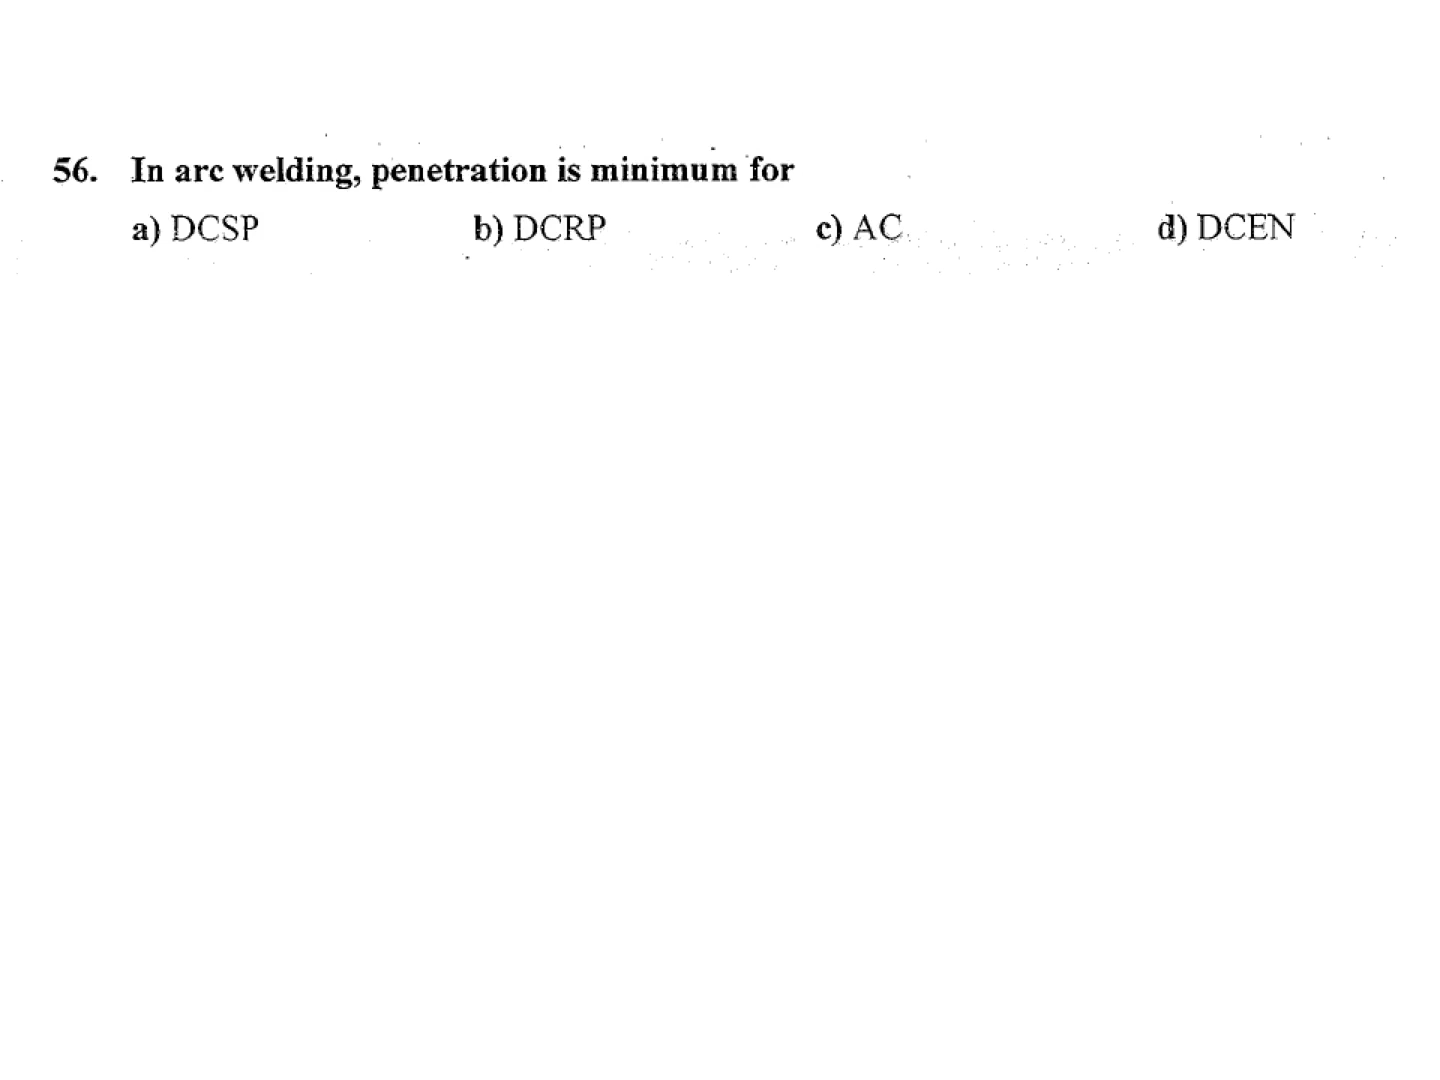 56. In arc welding, penetration is minimum for
a) DCSP b) DCRP c) AC d) DCEN